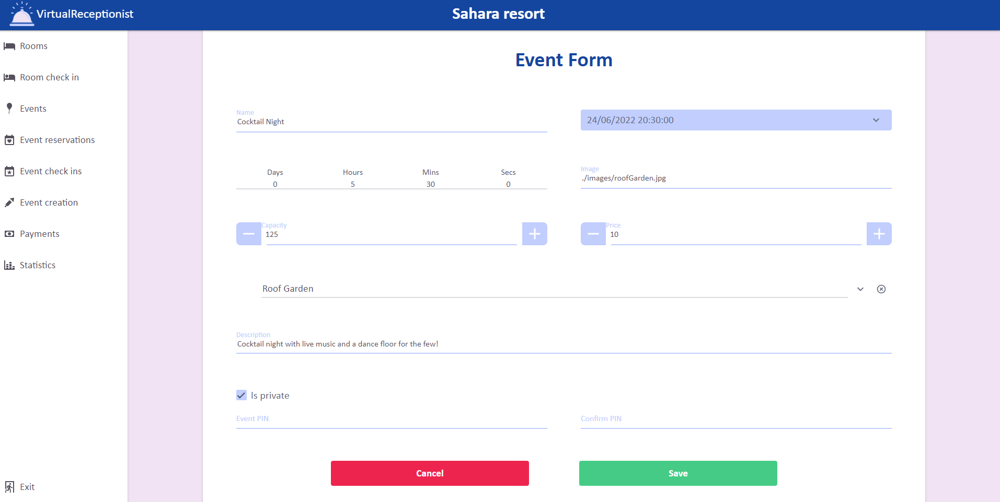 VirtualReceptionist
Sahara resort
Rooms
Room check in
Events
Event reservations
Event check ins
Event creation
Payments
Statistics
Exit
Event Form
Name
Cocktail Night
24/06/2022 20:30:00
Days Hours Mins Secs
0 5 30 0
Image
./images/roofGarden.jpg
Capacity
125
Price
10
Roof Garden
Description
Cocktail night with live music and a dance floor for the few!
Is private
Event PIN
Confirm PIN
Cancel
Save